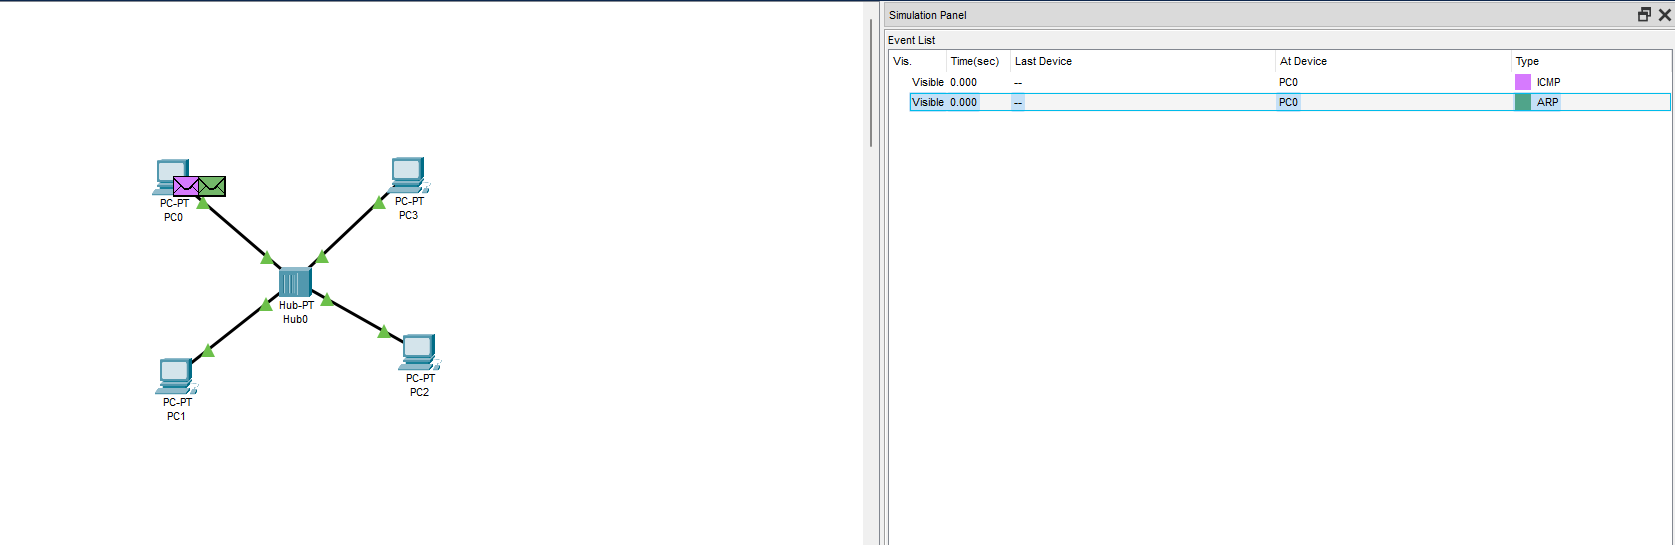 Simulation Panel
Event List
Vis. Time(sec) Last Device At Device Type
Visible 0.000 -- PC0 ICMP
Visible 0.000 -- PC0 ARP
PC-PT
PC0
PC-PT
PC3
Hub-PT
Hub0
PC-PT
PC1
PC-PT
PC2